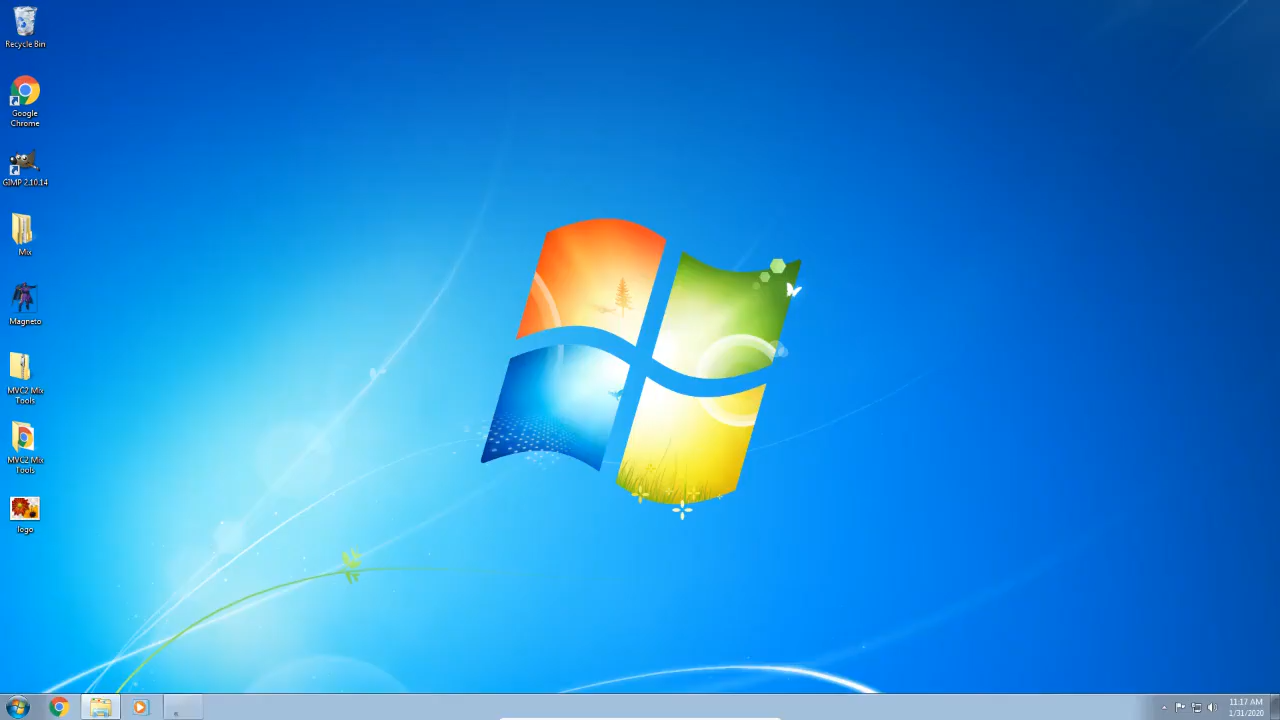 Recycle Bin
Google
Chrome
GIMP 2.10.14
Mix
Magneto
MVC2 Mix
Tools
MVC2 Mix
Tools
logo
11:17 AM
1/31/2020